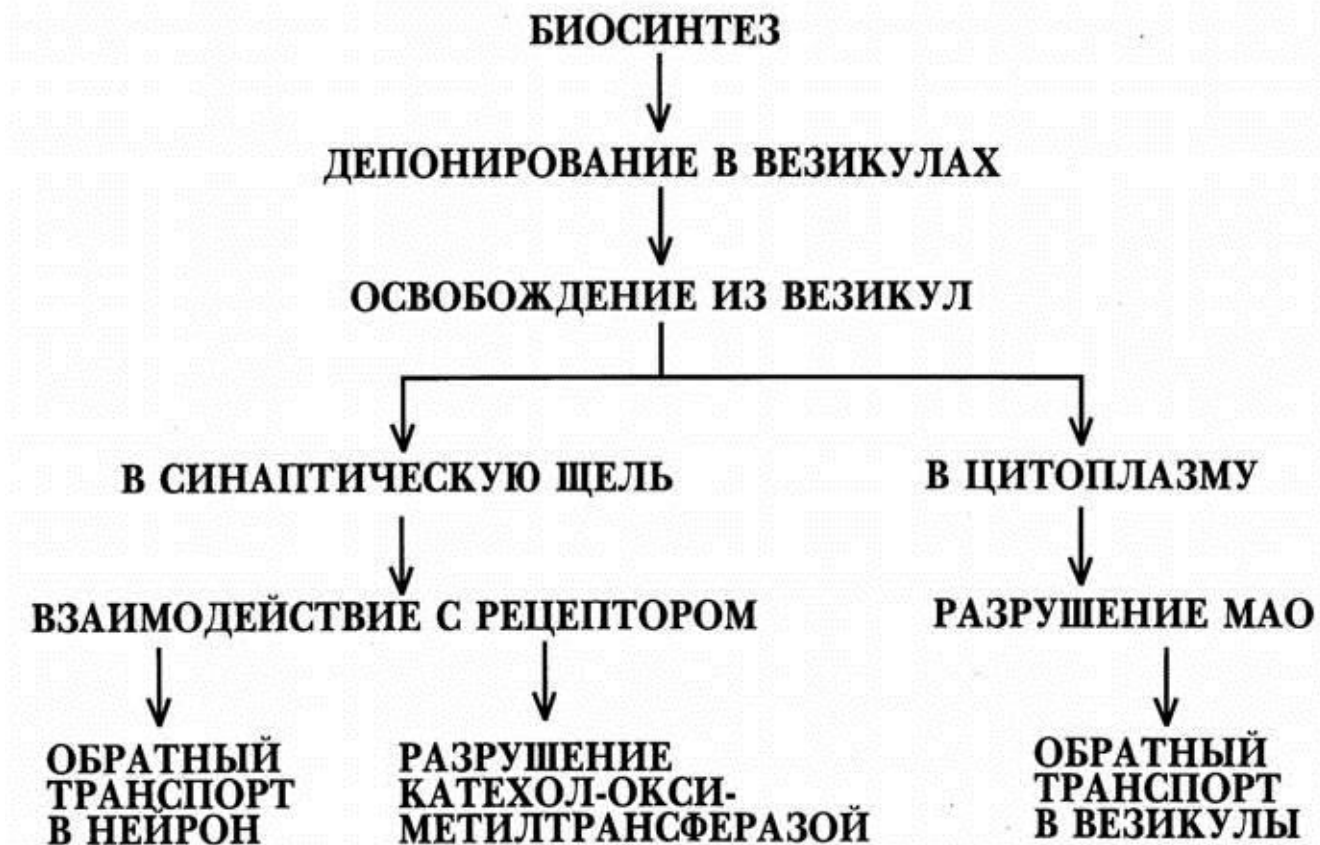 БИОСИНТЕЗ
ДЕПОНИРОВАНИЕ В ВЕЗИКУЛАХ
ОСВОБОЖДЕНИЕ ИЗ ВЕЗИКУЛ
В СИНАПТИЧЕСКУЮ ЩЕЛЬ
В ЦИТОПЛАЗМУ
ВЗАИМОДЕЙСТВИЕ С РЕЦЕПТОРОМ
РАЗРУШЕНИЕ МАО
ОБРАТНЫЙ
ТРАНСПОРТ
В НЕЙРОН
РАЗРУШЕНИЕ
КАТЕХОЛ-ОКСИ-
МЕТИЛТРАНСФЕРАЗОЙ
ОБРАТНЫЙ
ТРАНСПОРТ
В ВЕЗИКУЛЫ